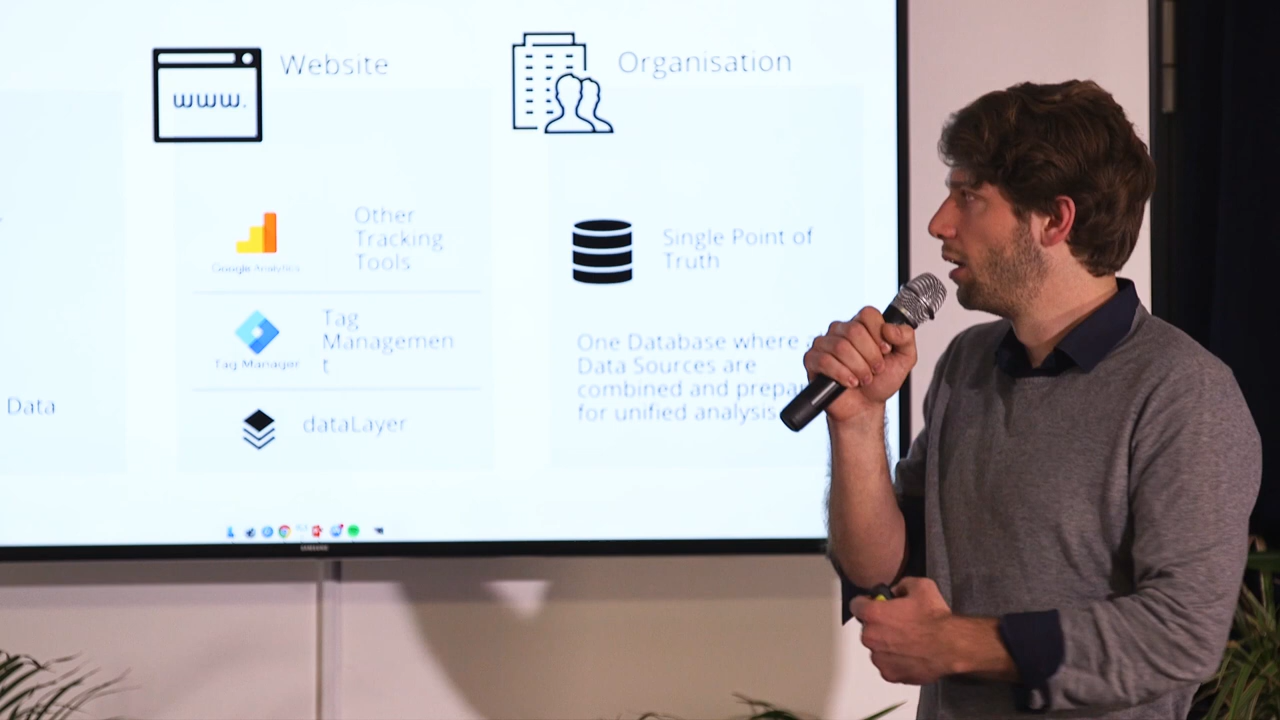 Website
Organisation
www.
Other
Tracking
Tools
Google Analytics
Single Point of
Truth
Tag
Managemen
t
Tag Manager
One Database where
Data Sources are
combined and
for unified analysis
Data
dataLayer
SAMSUNG